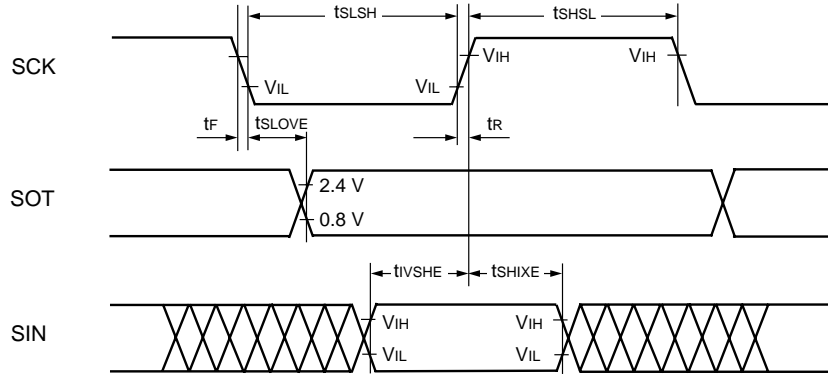 tSLSH
tSHSL
SCK
VIH
VIH
VIL
VIL
tF
tSLOVE
tR
SOT
2.4 V
0.8 V
tIVSHE
tSHIXE
SIN
VIH
VIH
VIL
VIL